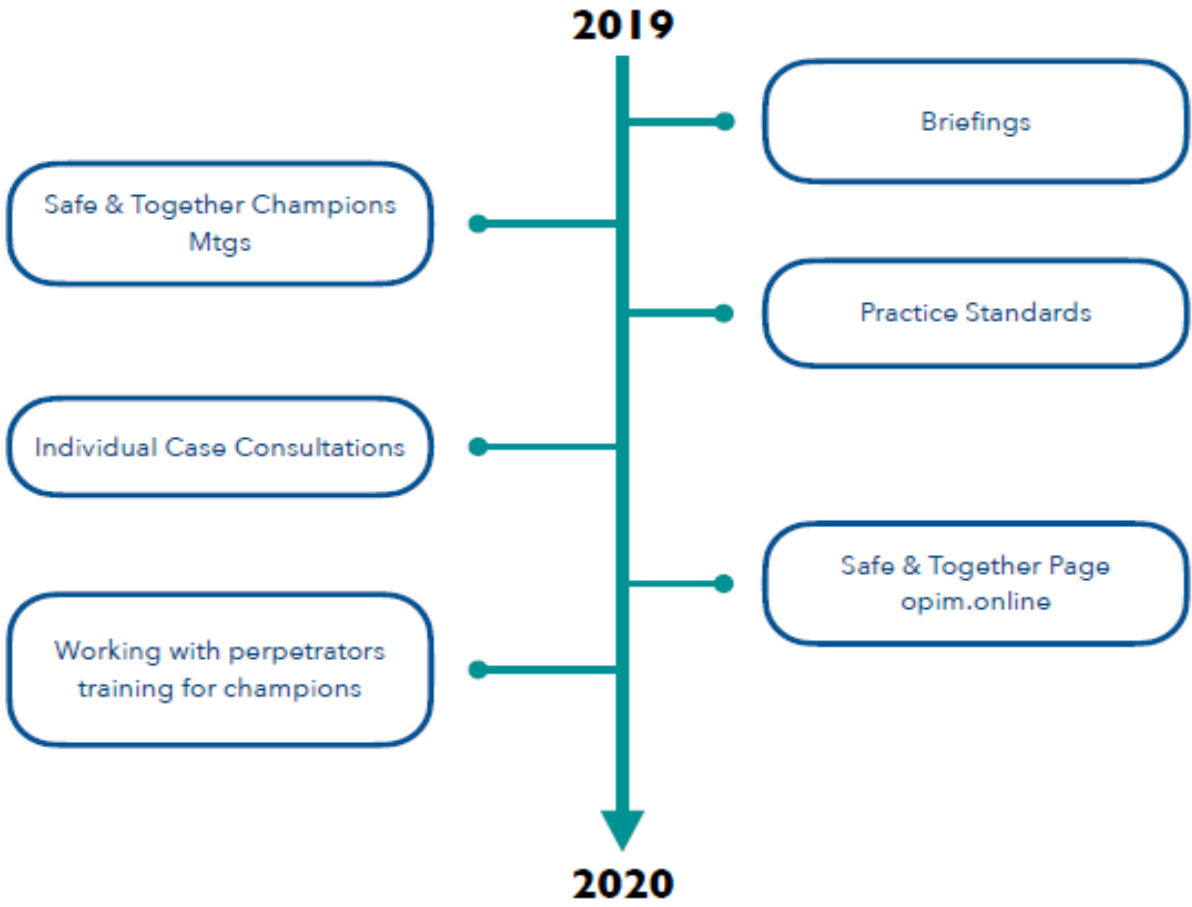 2019
Briefings
Safe & Together Champions
Mtgs
Practice Standards
Individual Case Consultations
Safe & Together Page
opim.online
Working with perpetrators
training for champions
2020